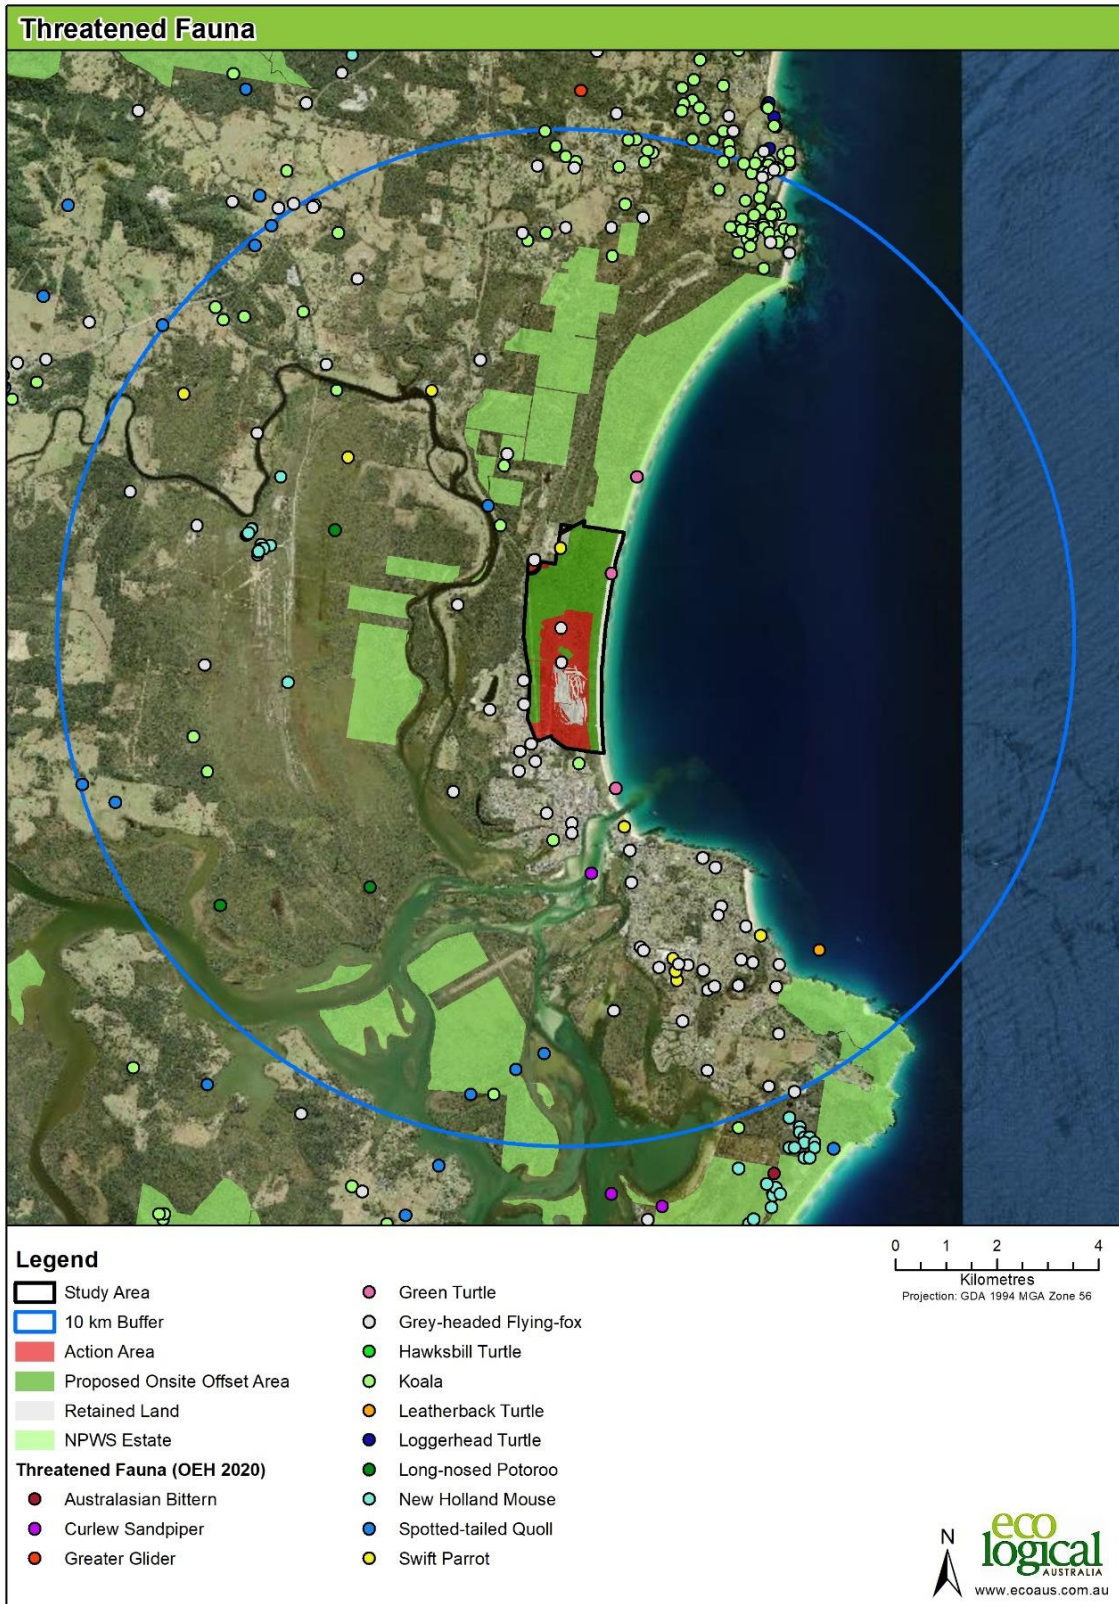 Threatened Fauna
Legend
Study Area
10 km Buffer
Action Area
Proposed Onsite Offset Area
Retained Land
NPWS Estate
Threatened Fauna (OEH 2020)
Australasian Bittern
Curlew Sandpiper
Greater Glider
Green Turtle
Grey-headed Flying-fox
Hawksbill Turtle
Koala
Leatherback Turtle
Loggerhead Turtle
Long-nosed Potoroo
New Holland Mouse
Spotted-tailed Quoll
Swift Parrot
0 1 2 4
Kilometres
Projection: GDA 1994 MGA Zone 56
N
eco
logical
AUSTRALIA
www.ecoaus.com.au